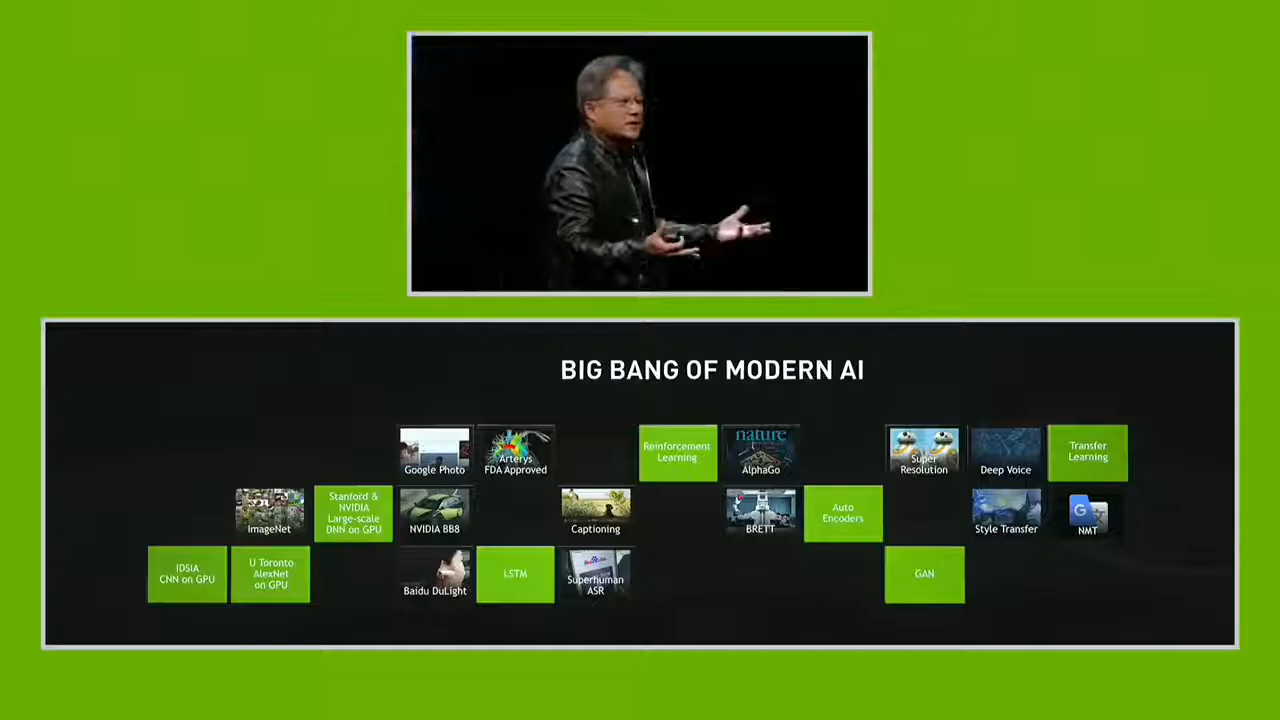 BIG BANG OF MODERN AI
Google Photo
Arterys
FDA Approved
Reinforcement
Learning
nature
AlphaGo
Super
Resolution
Deep Voice
Transfer
Learning
ImageNet
Stanford &
NVIDIA
Large-scale
DNN on GPU
NVIDIA BB8
Captioning
BRETT
Auto
Encoders
Style Transfer
G
NMT
IDSIA
CNN on GPU
U Toronto
AlexNet
on GPU
Baidu DuLight
LSTM
Superhuman
ASR
GAN